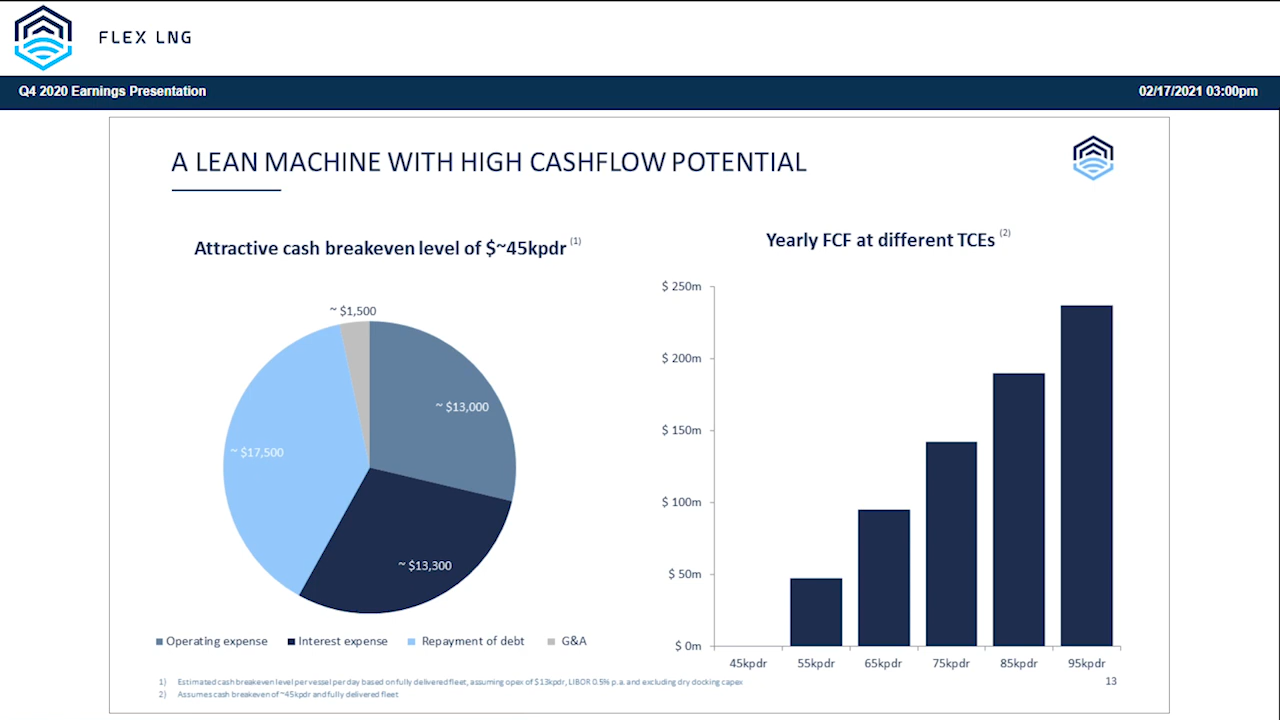 FLEX LNG
Q4 2020 Earnings Presentation
02/17/2021 03:00pm
A LEAN MACHINE WITH HIGH CASHFLOW POTENTIAL
Attractive cash breakeven level of $~45kpdr (1)
~ $1,500
~ $13,000
~ $17,500
~ $13,300
Operating expense Interest expense Repayment of debt G&A
Yearly FCF at different TCEs (2)
$ 250m
$ 200m
$ 150m
$ 100m
$ 50m
$ 0m
45kpdr 55kpdr 65kpdr 75kpdr 85kpdr 95kpdr
1) Estimated cash breakeven level per vessel per day based on fully delivered fleet, assuming opex of $13kpdr, LIBOR 0.5% p.a. and excluding dry docking capex
2) Assumes cash breakeven of ~45kpdr and fully delivered fleet
13